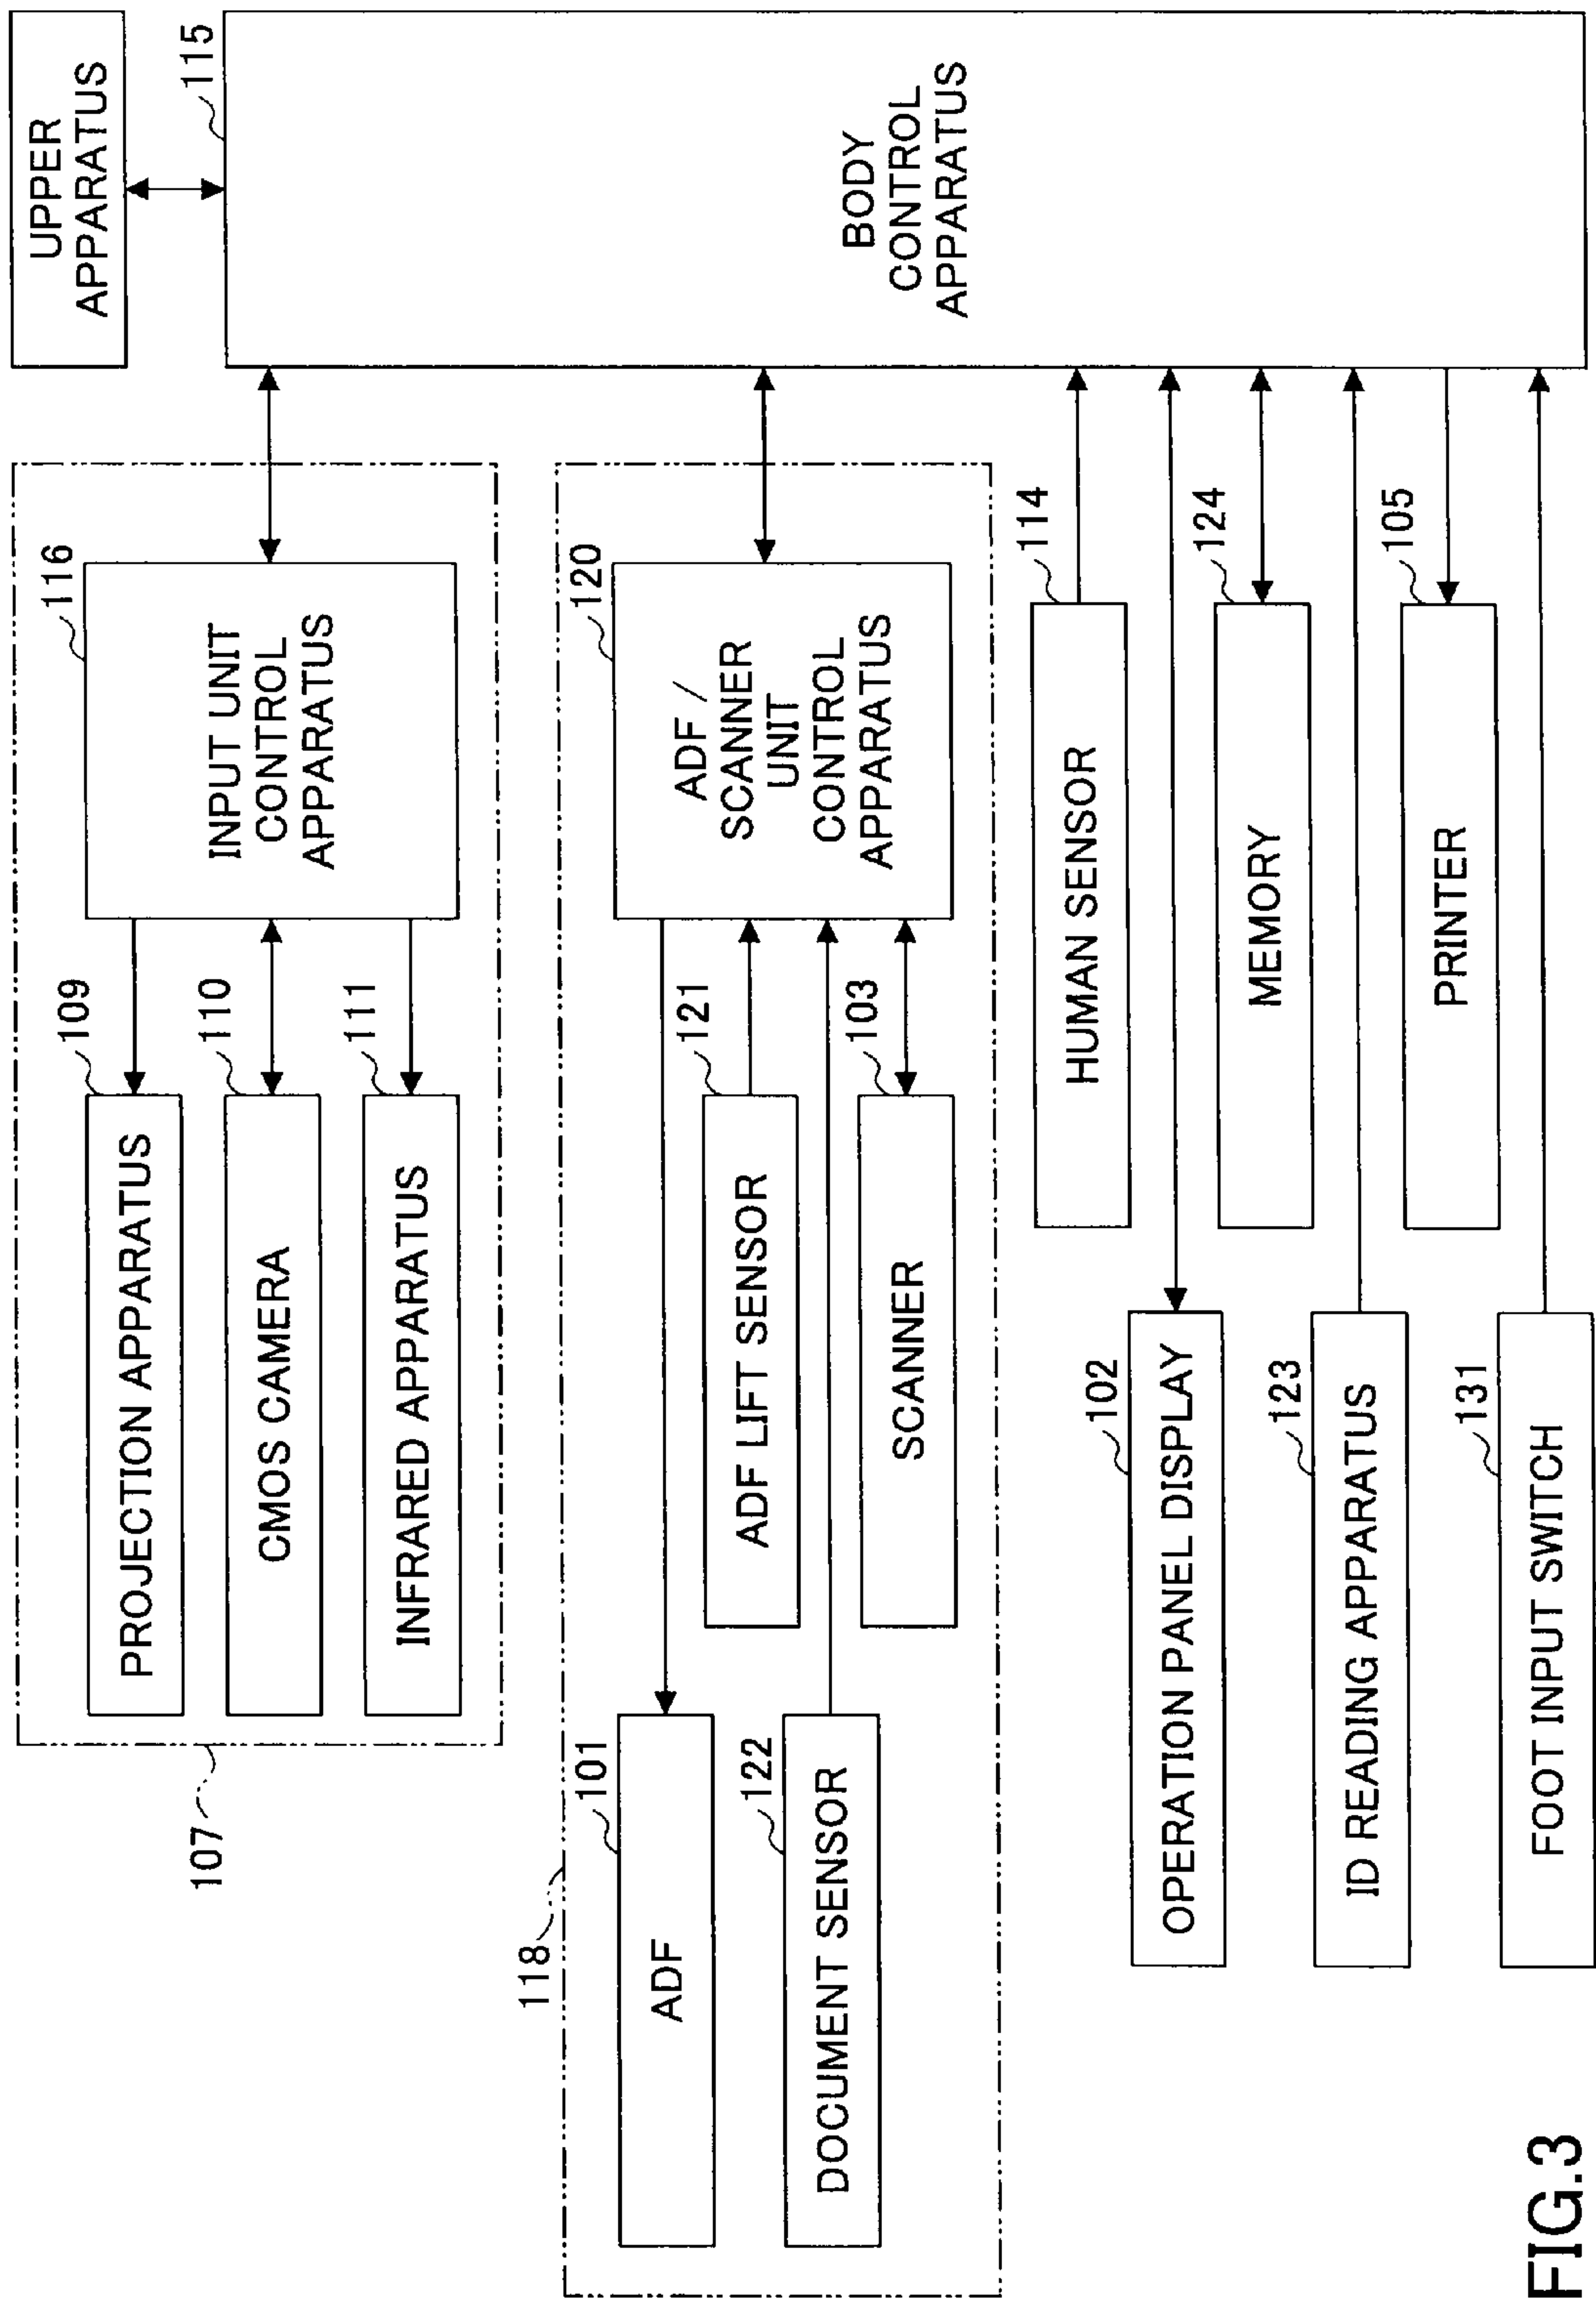 UPPER
APPARATUS
115
BODY
CONTROL
APPARATUS
116
INPUT UNIT
CONTROL
APPARATUS
109
PROJECTION APPARATUS
110
CMOS CAMERA
111
INFRARED APPARATUS
107
120
ADF /
SCANNER
UNIT
CONTROL
APPARATUS
121
ADF LIFT SENSOR
103
SCANNER
101
ADF
122
DOCUMENT SENSOR
118
114
HUMAN SENSOR
124
MEMORY
105
PRINTER
102
OPERATION PANEL DISPLAY
123
ID READING APPARATUS
131
FOOT INPUT SWITCH
FIG.3